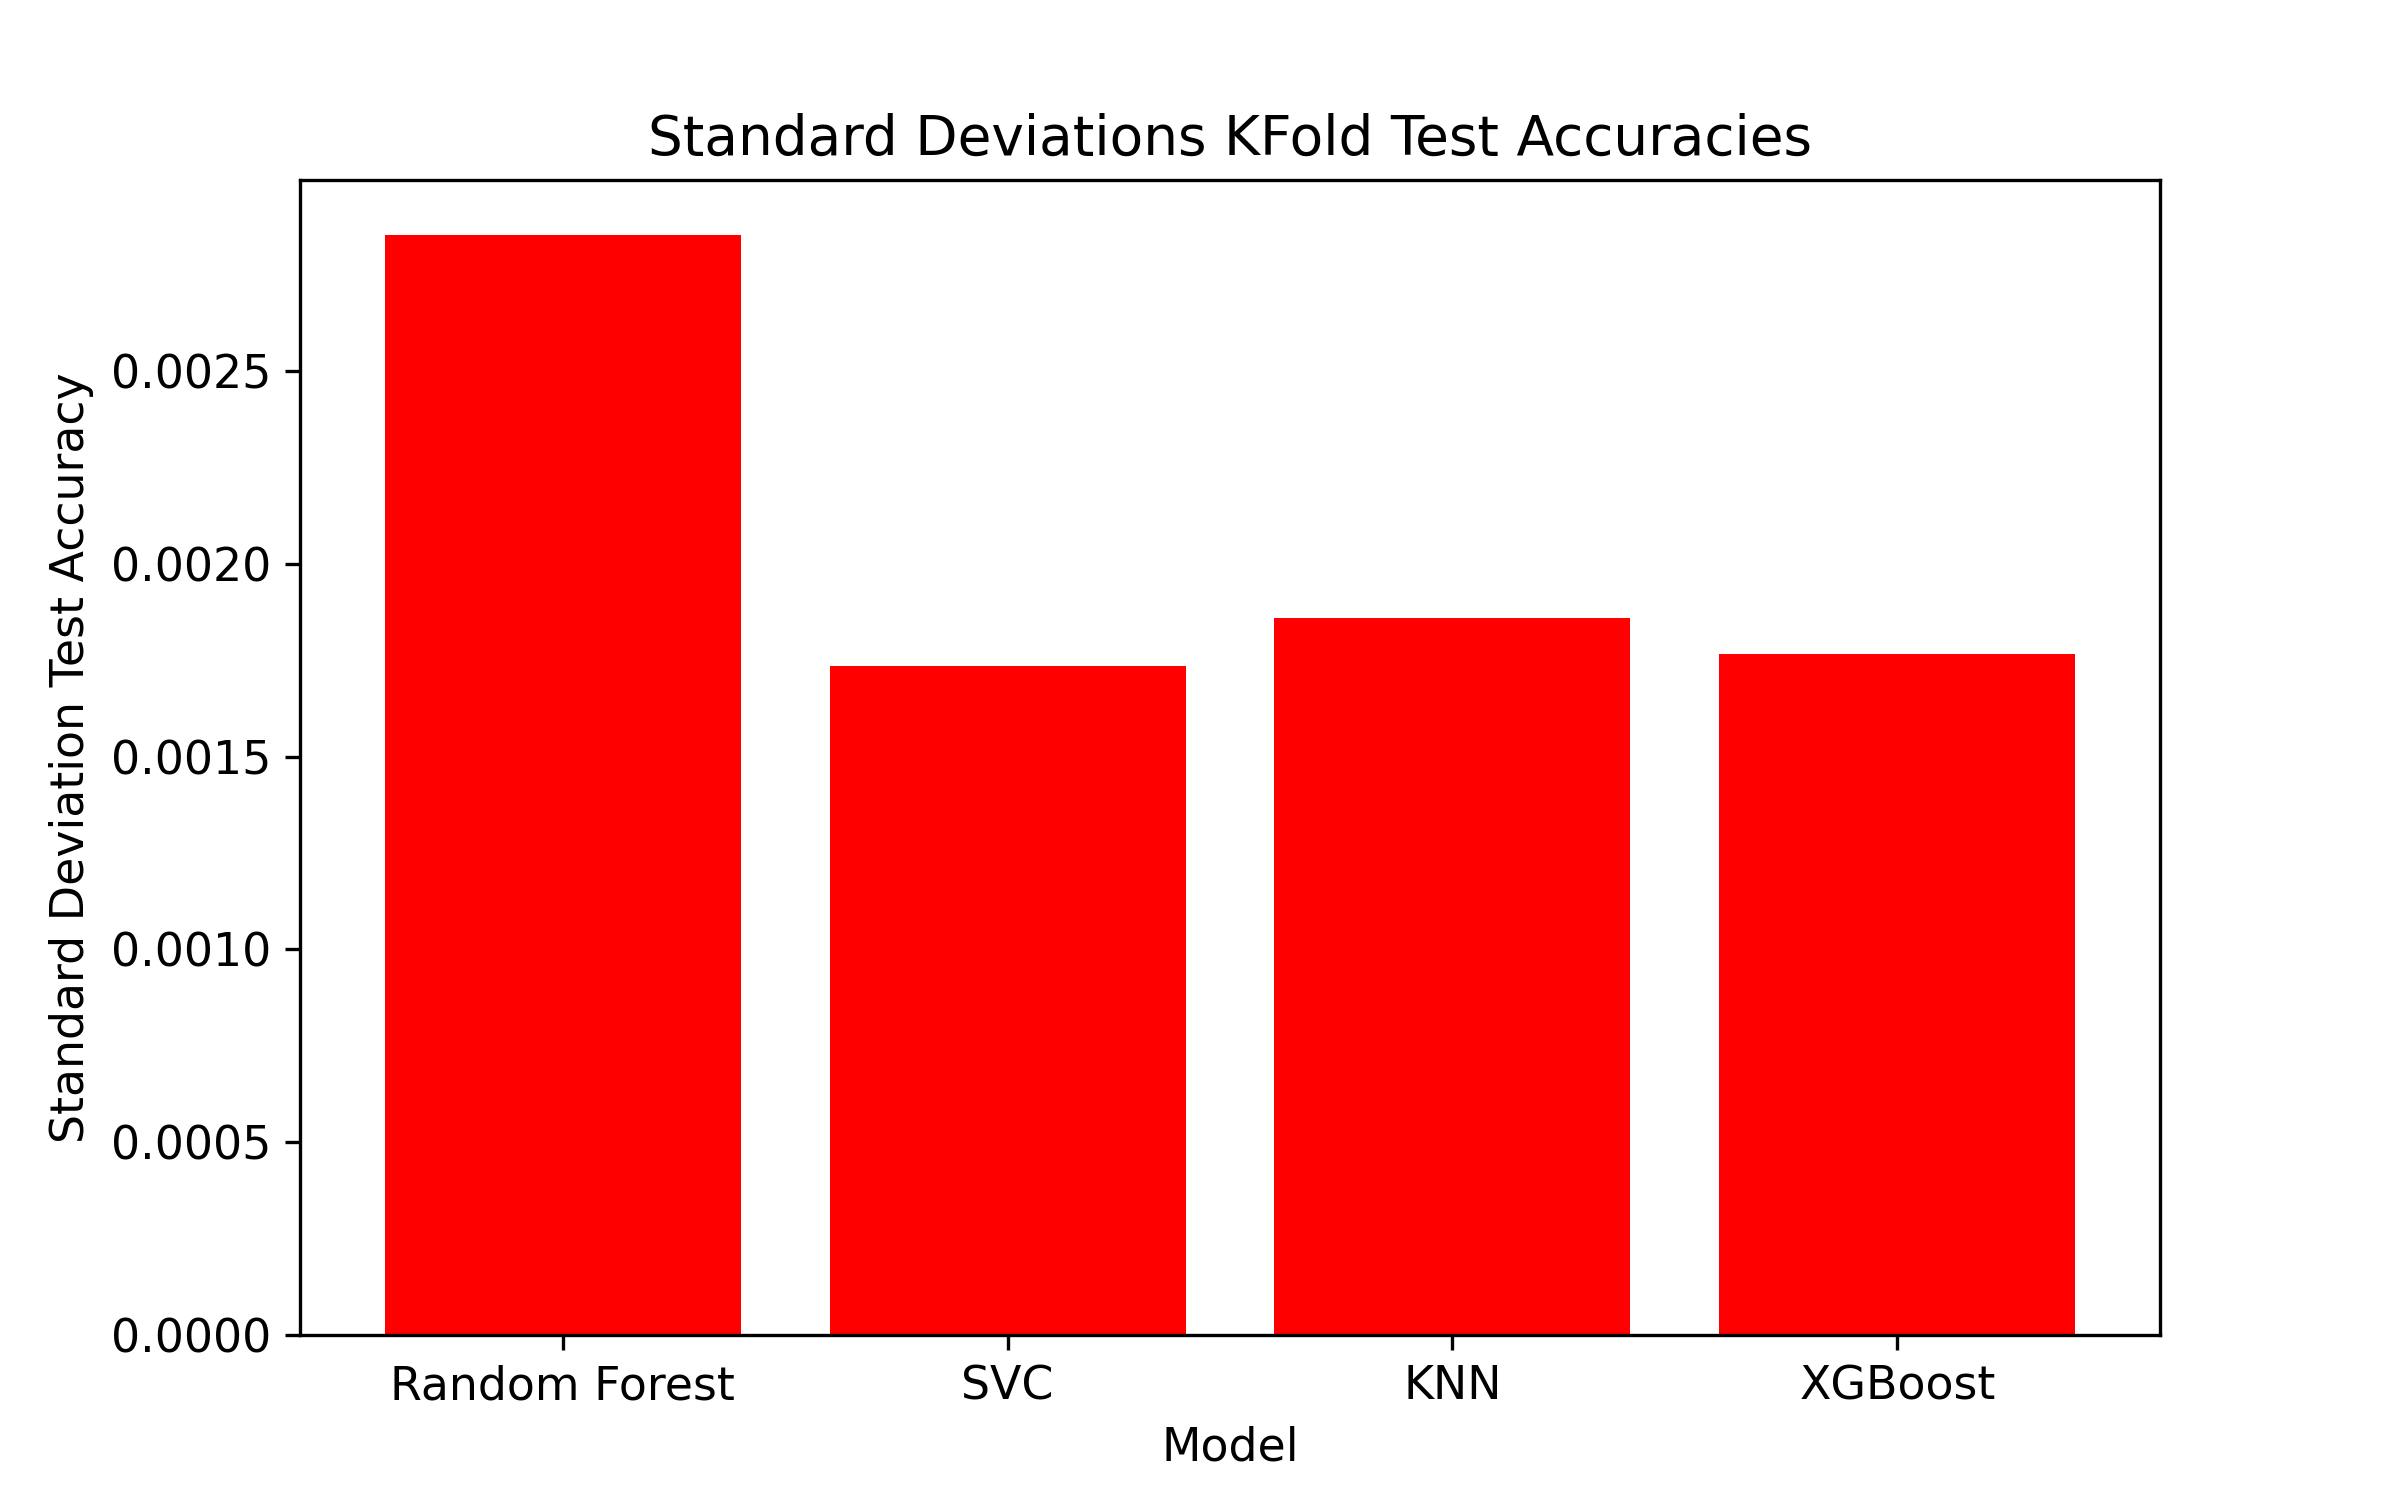 Standard Deviations KFold Test Accuracies
Standard Deviation Test Accuracy
0.0025
0.0020
0.0015
0.0010
0.0005
0.0000
Random Forest SVC KNN XGBoost
Model